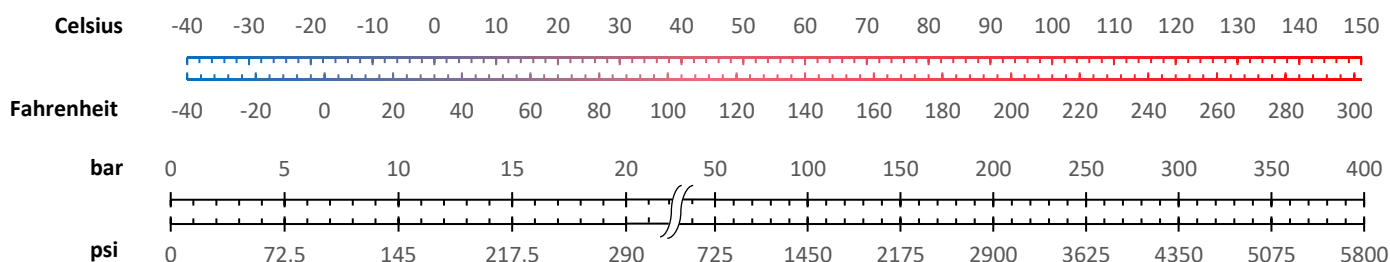 Celsius -40 -30 -20 -10 0 10 20 30 40 50 60 70 80 90 100 110 120 130 140 150
Fahrenheit -40 -20 0 20 40 60 80 100 120 140 160 180 200 220 240 260 280 300
bar 0 5 10 15 20 50 100 150 200 250 300 350 400
psi 0 72.5 145 217.5 290 725 1450 2175 2900 3625 4350 5075 5800